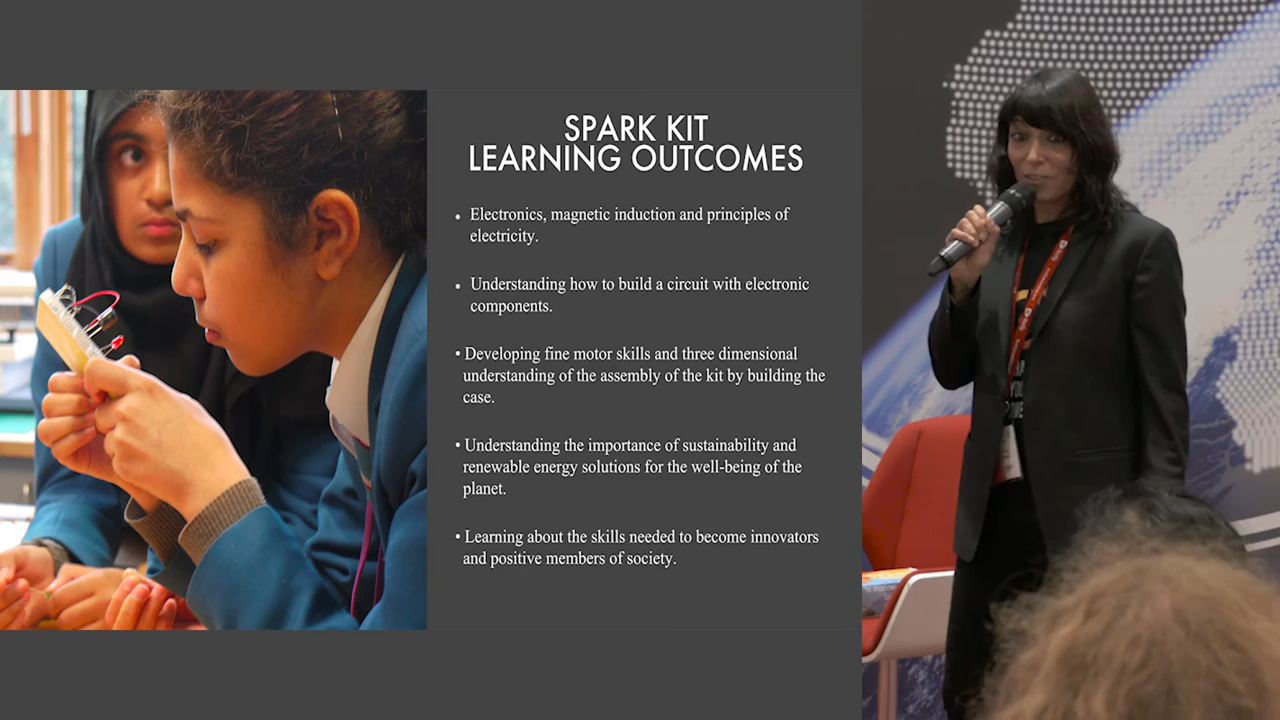 SPARK KIT
LEARNING OUTCOMES
• Electronics, magnetic induction and principles of
electricity.
• Understanding how to build a circuit with electronic
components.
• Developing fine motor skills and three dimensional
understanding of the assembly of the kit by building the
case.
• Understanding the importance of sustainability and
renewable energy solutions for the well-being of the
planet.
• Learning about the skills needed to become innovators
and positive members of society.